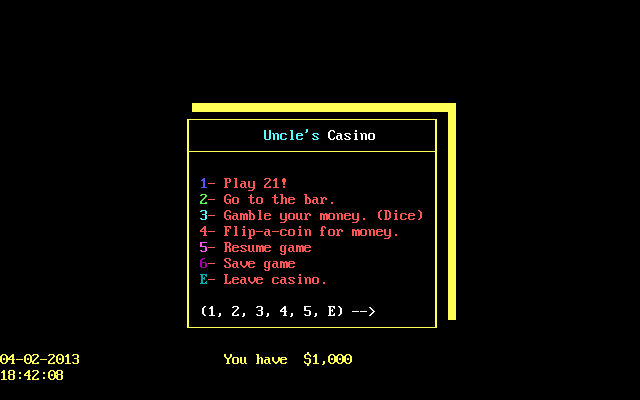 Uncle's Casino
1- Play 21!
2- Go to the bar.
3- Gamble your money. (Dice)
4- Flip-a-coin for money.
5- Resume game
6- Save game
E- Leave casino.
(1, 2, 3, 4, 5, E) -->
04-02-2013
You have $1,000
18:42:08